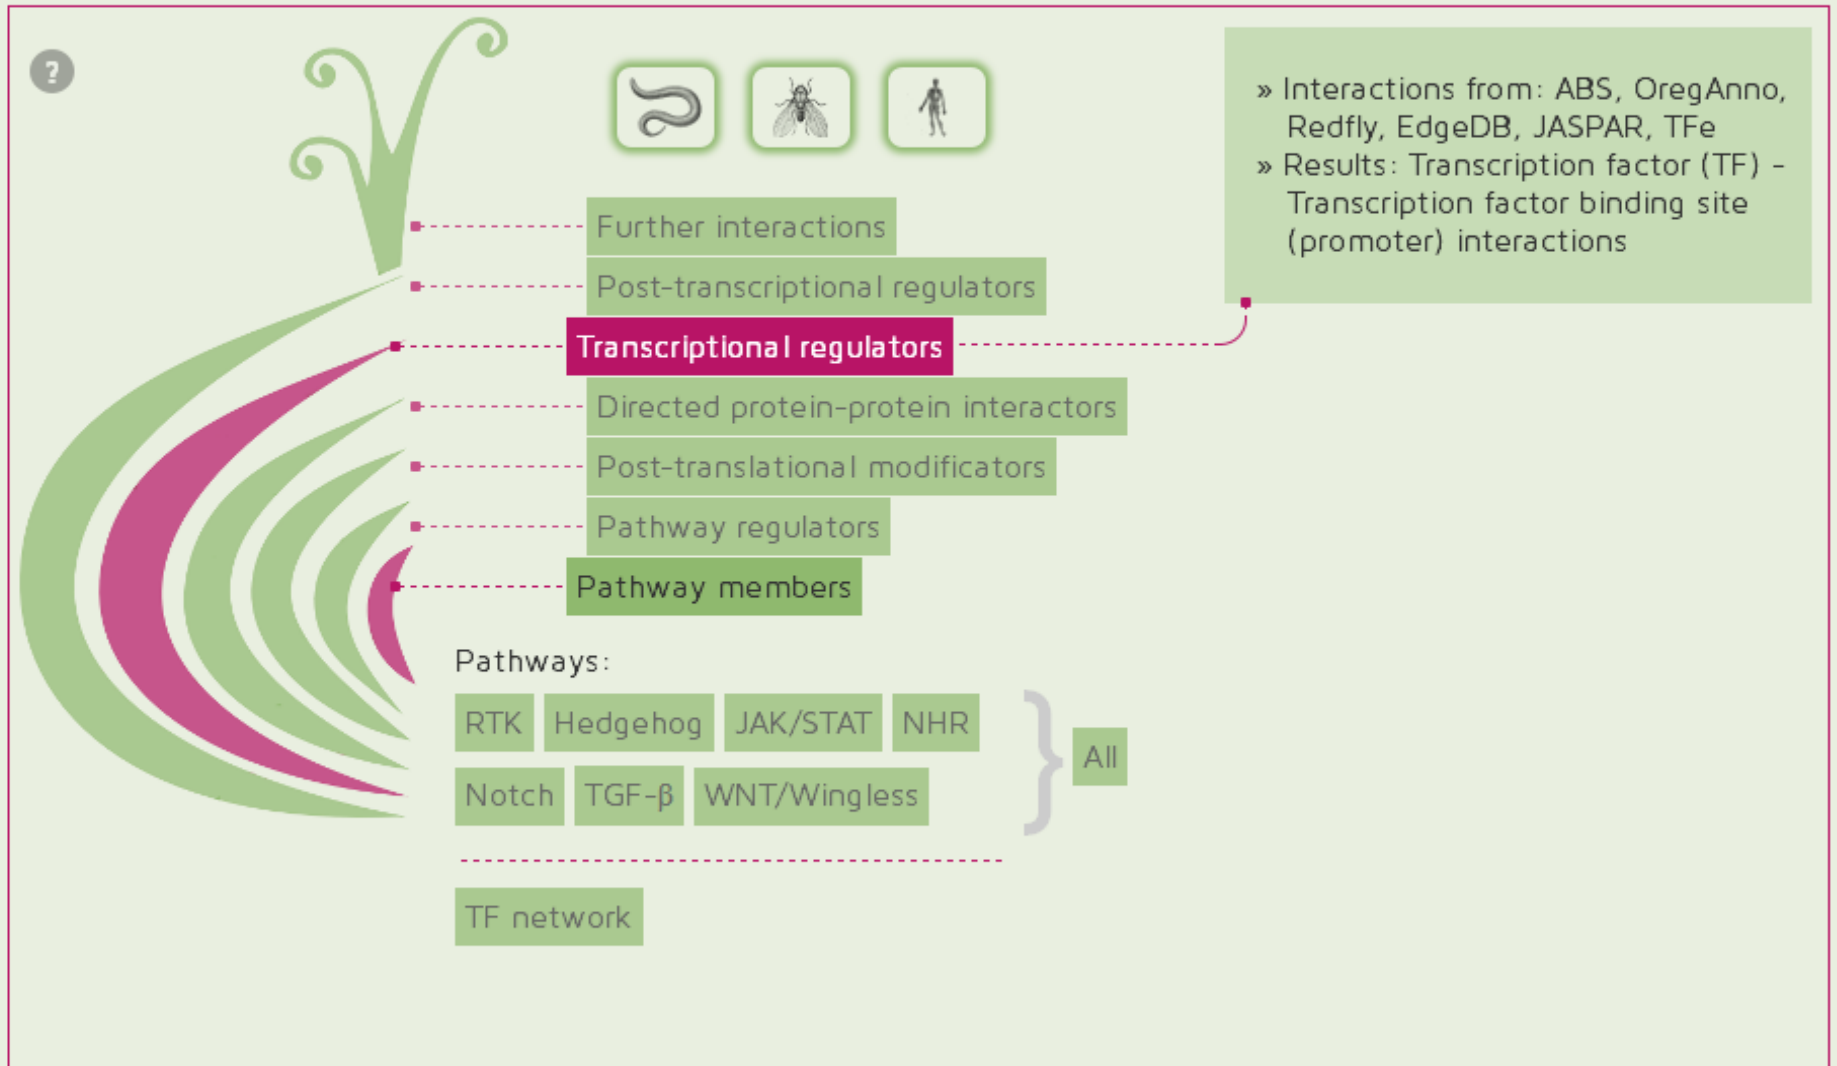 ?
» Interactions from: ABS, OregAnno,
Redfly, EdgeDB, JASPAR, TFe
» Results: Transcription factor (TF) -
Transcription factor binding site
(promoter) interactions
Further interactions
Post-transcriptional regulators
Transcriptional regulators
Directed protein-protein interactors
Post-translational modificators
Pathway regulators
Pathway members
Pathways:
RTK Hedgehog JAK/STAT NHR
All
Notch TGF-β WNT/Wingless
TF network